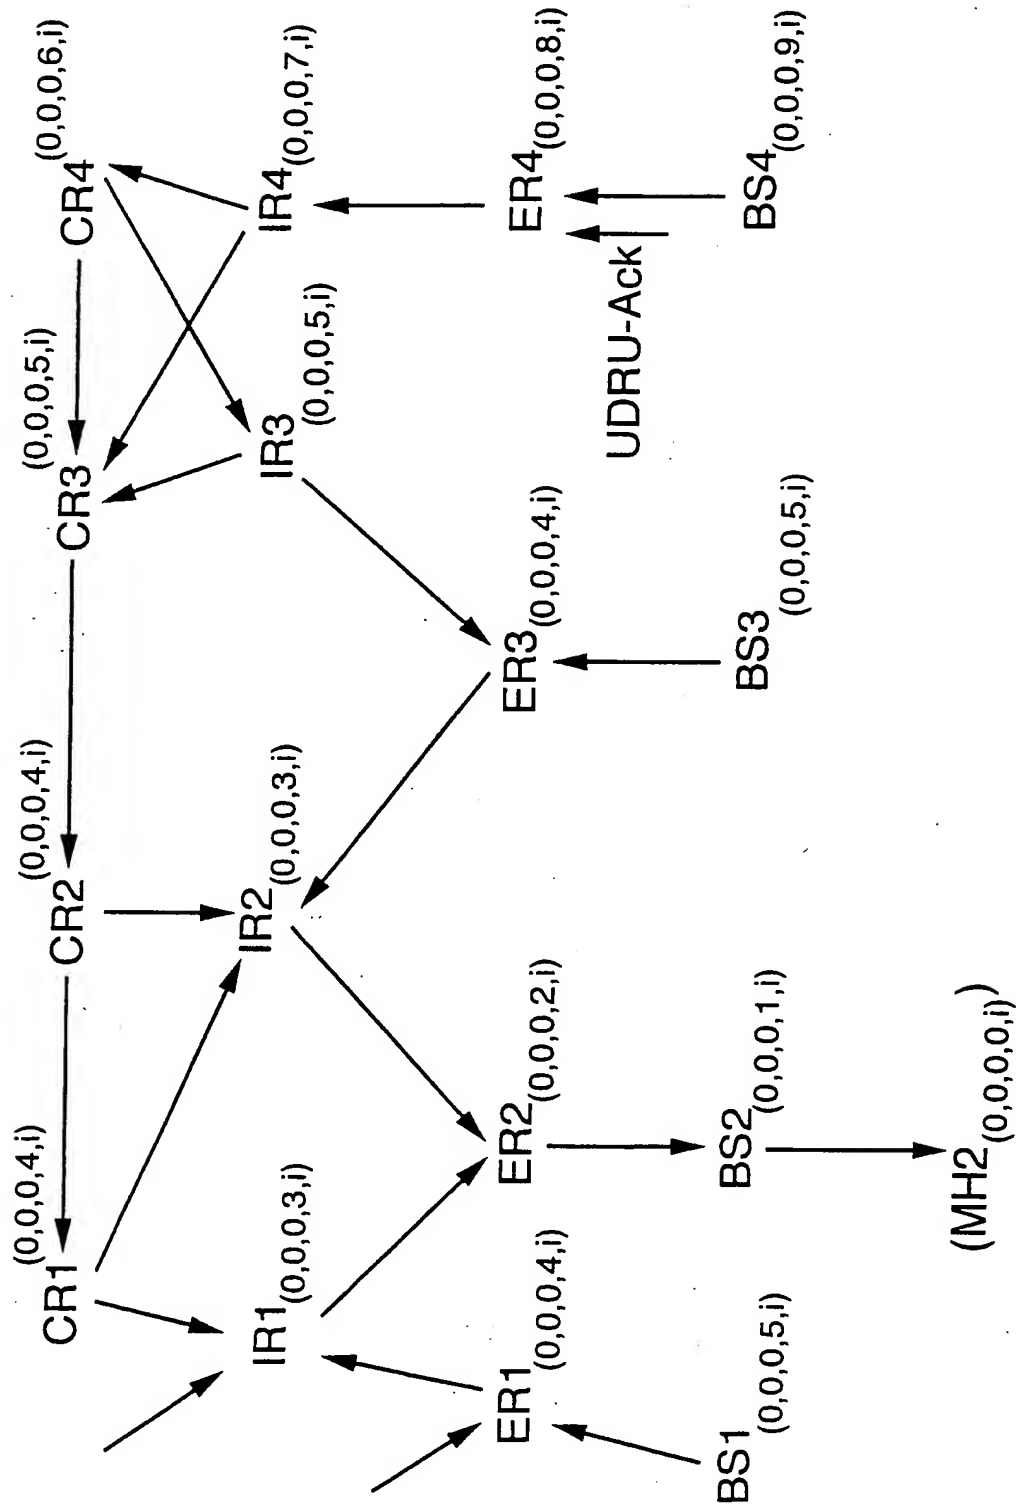 CR1 (0,0,0,4,i)
CR2 (0,0,0,4,i)
CR3 (0,0,0,5,i)
CR4 (0,0,0,6,i)
IR1 (0,0,0,3,i)
IR2 (0,0,0,3,i)
IR3 (0,0,0,5,i)
IR4 (0,0,0,7,i)
ER1 (0,0,0,4,i)
ER2 (0,0,0,2,i)
ER3 (0,0,0,4,i)
ER4 (0,0,0,8,i)
UDRU-Ack
BS1 (0,0,0,5,i)
BS2 (0,0,0,1,i)
BS3 (0,0,0,5,i)
BS4 (0,0,0,9,i)
(MH2 (0,0,0,0,i))